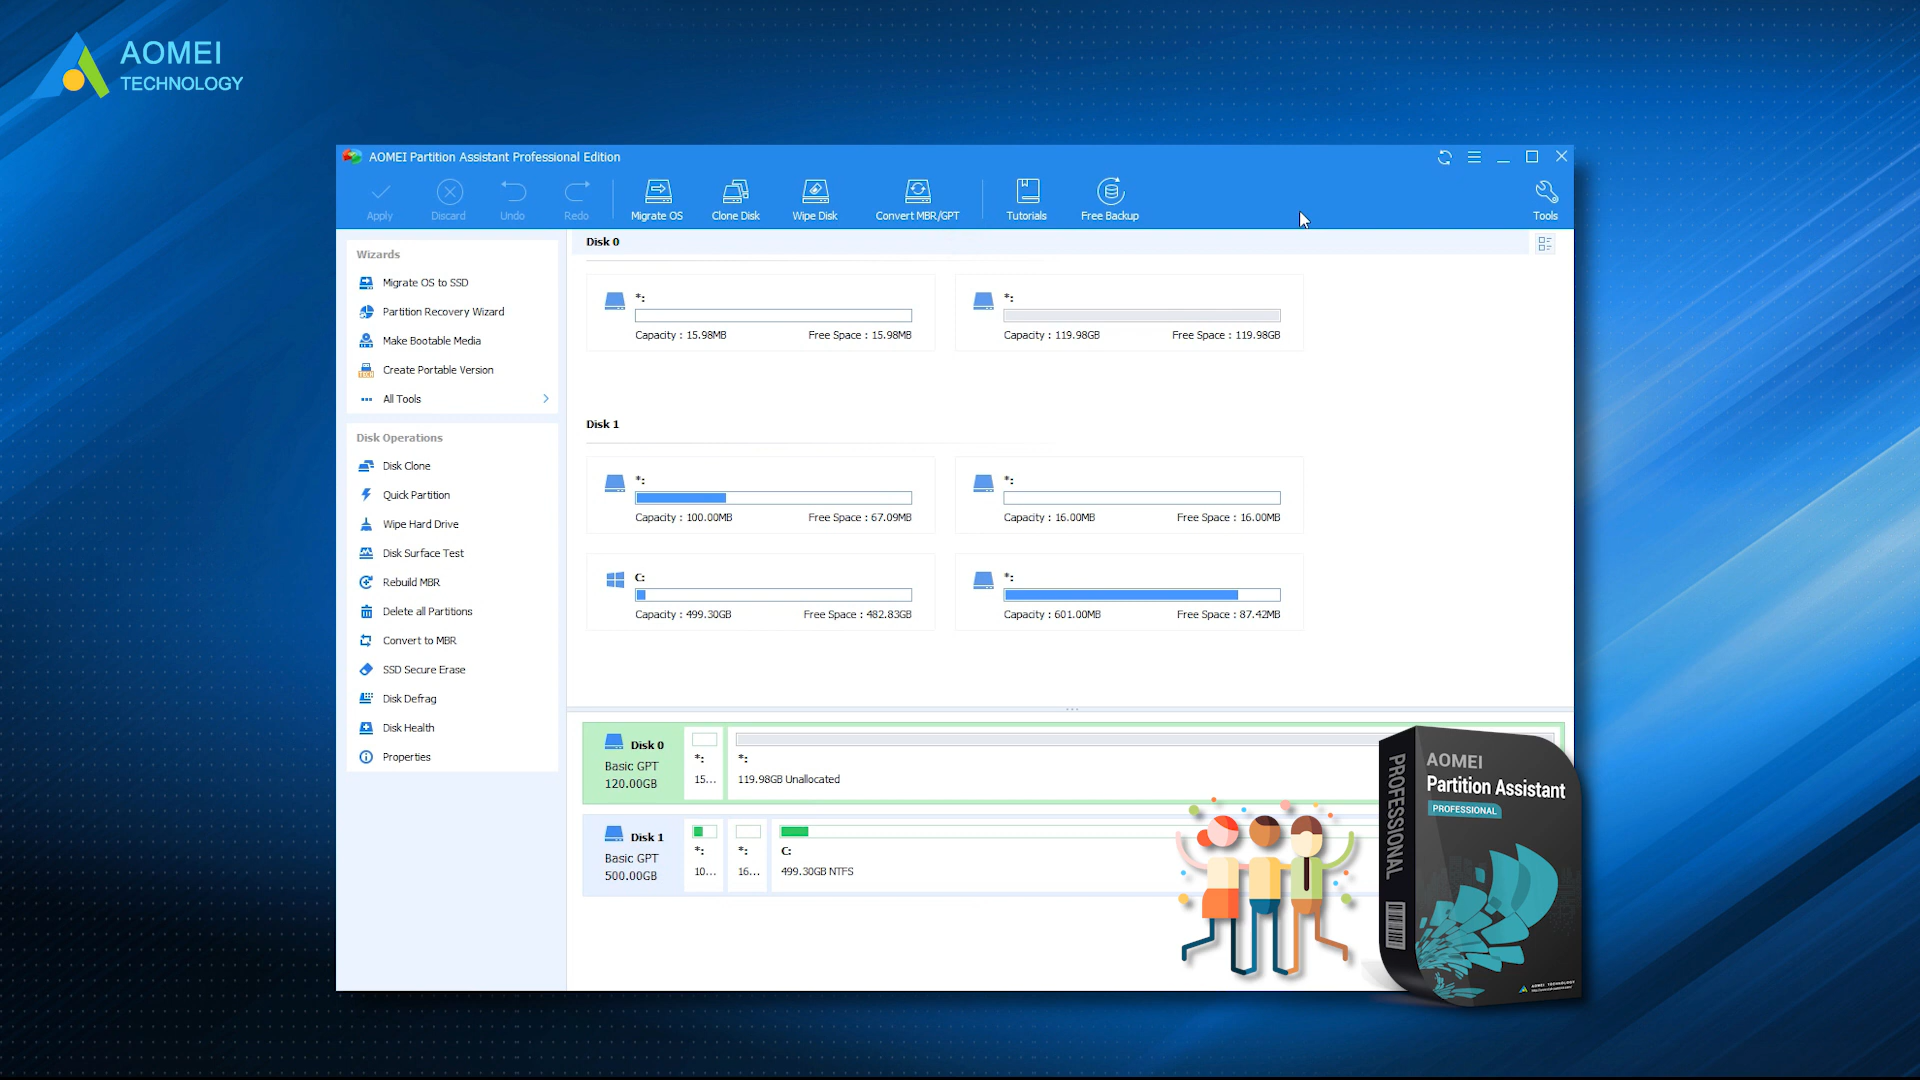 AOMEI
TECHNOLOGY
AOMEI Partition Assistant Professional Edition
Apply
Discard
Undo
Redo
Migrate OS
Clone Disk
Wipe Disk
Convert MBR/GPT
Tutorials
Free Backup
Tools
Wizards
Migrate OS to SSD
Partition Recovery Wizard
Make Bootable Media
Create Portable Version
All Tools
Disk Operations
Disk Clone
Quick Partition
Wipe Hard Drive
Disk Surface Test
Rebuild MBR
Delete all Partitions
Convert to MBR
SSD Secure Erase
Disk Defrag
Disk Health
Properties
Disk 0
*:
Capacity : 15.98MB Free Space : 15.98MB
*:
Capacity : 119.98GB Free Space : 119.98GB
Disk 1
*:
Capacity : 100.00MB Free Space : 67.09MB
*:
Capacity : 16.00MB Free Space : 16.00MB
C:
Capacity : 499.30GB Free Space : 482.83GB
*:
Capacity : 601.00MB Free Space : 87.42MB
Disk 0
Basic GPT
120.00GB
*:
15...
*:
119.98GB Unallocated
Disk 1
Basic GPT
500.00GB
*:
10...
*:
16...
C:
499.30GB NTFS
PROFESSIONAL
AOMEI
Partition Assistant
PROFESSIONAL
AOMEI TECHNOLOGY